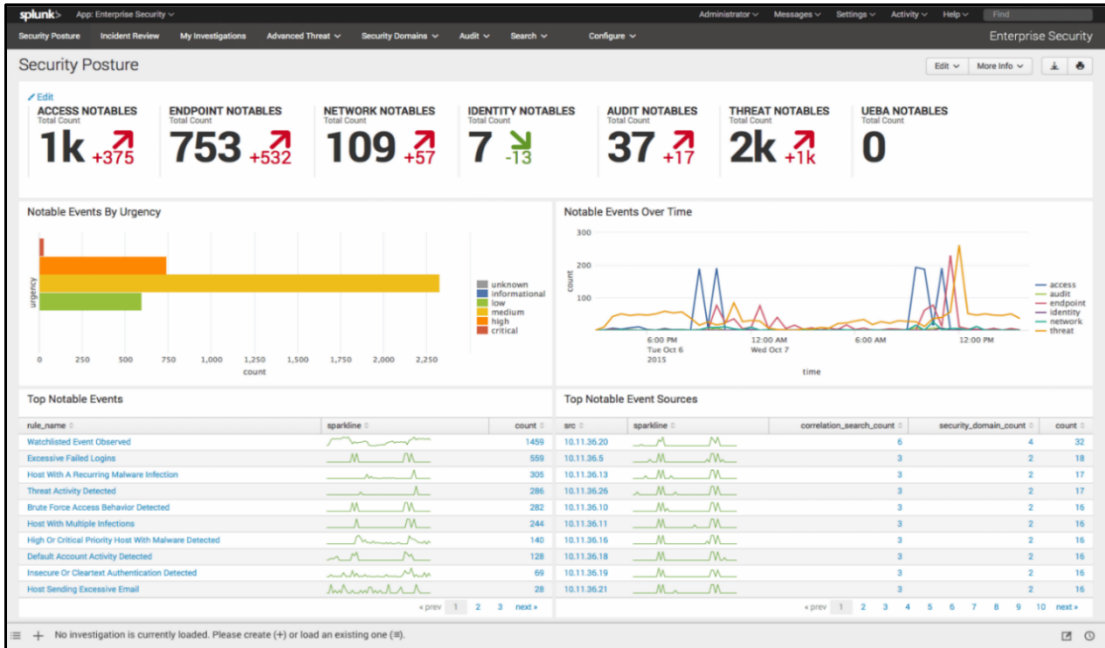 splunk> App: Enterprise Security Administrator Messages Settings Activity Help Find
Security Posture Incident Review My Investigations Advanced Threat Security Domains Audit Search Configure Enterprise Security
Security Posture Edit More Info
Edit
ACCESS NOTABLES ENDPOINT NOTABLES NETWORK NOTABLES IDENTITY NOTABLES AUDIT NOTABLES THREAT NOTABLES UEBA NOTABLES
Total Count Total Count Total Count Total Count Total Count Total Count Total Count
1k +375 753 +532 109 +57 7 -13 37 +17 2k +1k 0
Notable Events By Urgency
urgency
unknown
informational
low
medium
high
critical
0 250 500 750 1,000 1,250 1,500 1,750 2,000 2,250
count
Notable Events Over Time
300
200
100
count
access
audit
endpoint
identity
network
threat
6:00 PM 12:00 AM 6:00 AM 12:00 PM
Tue Oct 6 Wed Oct 7
2015
time
Top Notable Events
rule_name sparkline count
Watchlisted Event Observed 1459
Excessive Failed Logins 559
Host With A Recurring Malware Infection 305
Threat Activity Detected 286
Brute Force Access Behavior Detected 282
Host With Multiple Infections 244
High Or Critical Priority Host With Malware Detected 140
Default Account Activity Detected 128
Insecure Or Cleartext Authentication Detected 69
Host Sending Excessive Email 28
« prev 1 2 3 next »
Top Notable Event Sources
src sparkline correlation_search_count security_domain_count count
10.11.36.20 6 4 32
10.11.36.5 3 2 18
10.11.36.13 3 2 17
10.11.36.26 3 2 17
10.11.36.10 3 2 16
10.11.36.11 3 2 16
10.11.36.16 3 2 16
10.11.36.18 3 2 16
10.11.36.19 3 2 16
10.11.36.21 3 2 16
« prev 1 2 3 4 5 6 7 8 9 10 next »
No investigation is currently loaded. Please create (+) or load an existing one (≡).